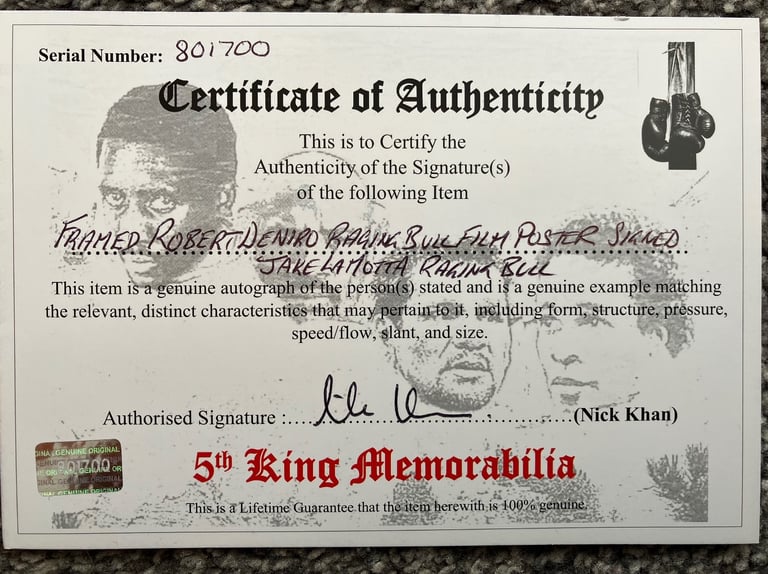 Serial Number: 801700
Certificate of Authenticity
This is to Certify the
Authenticity of the Signature(s)
of the following Item
FRAMED ROBERT DENIRO RAGING BULL FILM POSTER SIGNED
JAKE LAMOTTA RAGING BULL
This item is a genuine autograph of the person(s) stated and is a genuine example matching
the relevant, distinct characteristics that may pertain to it, including form, structure, pressure,
speed/flow, slant, and size.
Authorised Signature :.................(Nick Khan)
GENUINE ORIGINAL
801700
5th King Memorabilia
This is a Lifetime Guarantee that the item herewith is 100% genuine.